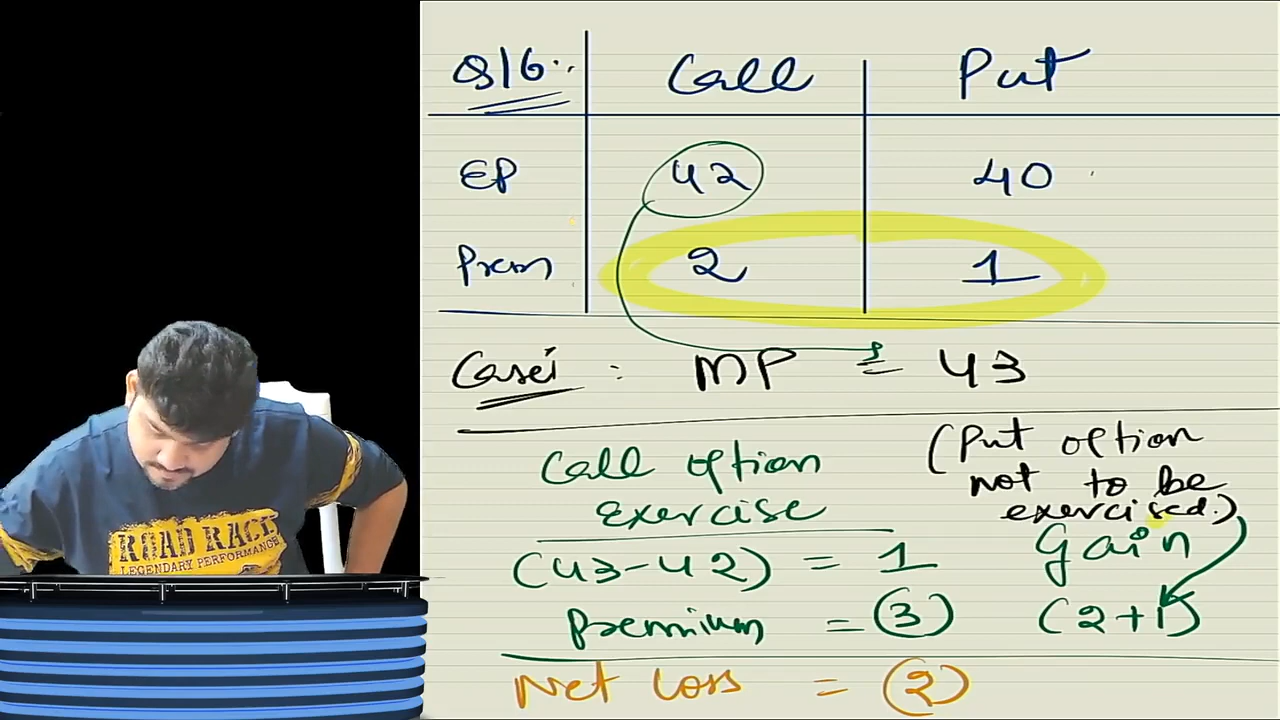 Q16:. Call Put
EP 42 40
Prem 2 1
Case i : MP = 43
Call option exercise
(Put option not to be exercised.)
(43-42) = 1 Gain
Premium = (3) (2+1)
Net Loss = (2)
ROAD RACE
LEGENDARY PERFORMANCE